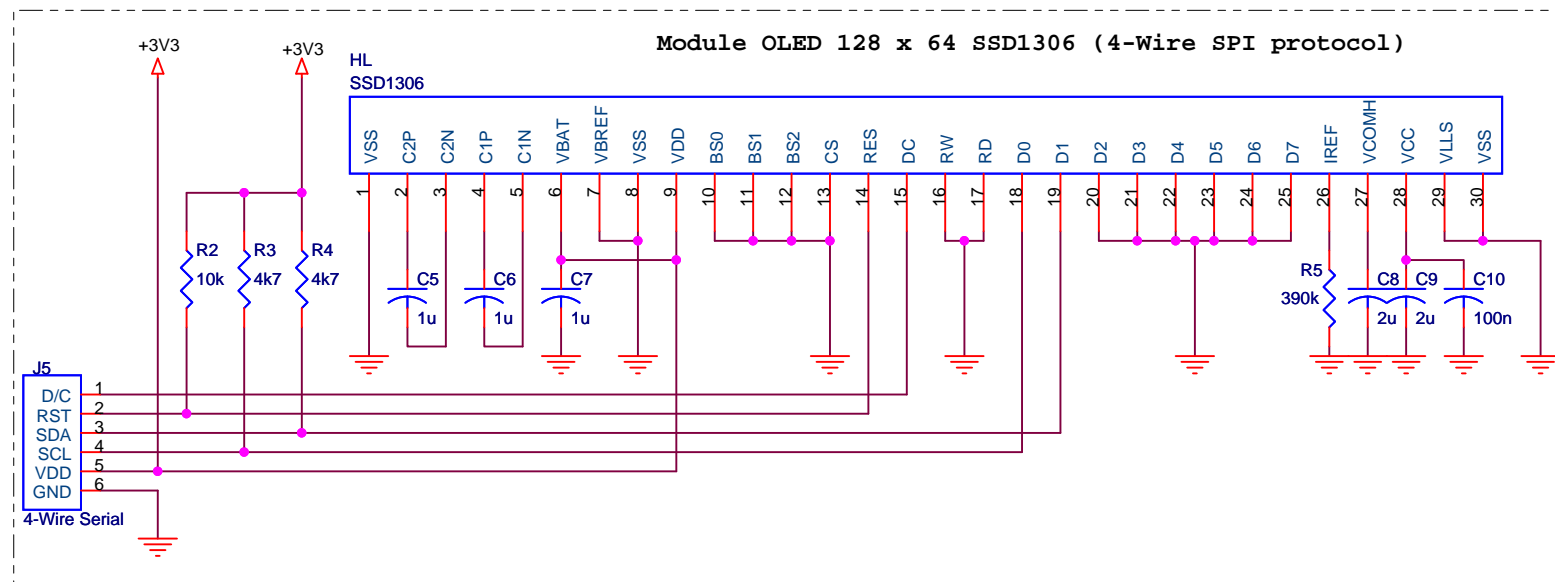 Module OLED 128 x 64 SSD1306 (4-Wire SPI protocol)
+3V3
+3V3
HL
SSD1306
VSS C2P C2N C1P C1N VBAT VBREF VSS VDD BS0 BS1 BS2 CS RES DC RW RD D0 D1 D2 D3 D4 D5 D6 D7 IREF VCOMH VCC VLLS VSS
1 2 3 4 5 6 7 8 9 10 11 12 13 14 15 16 17 18 19 20 21 22 23 24 25 26 27 28 29 30
R2
10k
R3
4k7
R4
4k7
C5
1u
C6
1u
C7
1u
R5
390k
C8
2u
C9
2u
C10
100n
J5
D/C 1
RST 2
SDA 3
SCL 4
VDD 5
GND 6
4-Wire Serial